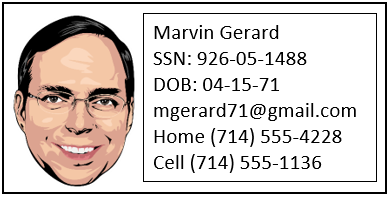 Marvin Gerard
SSN: 926-05-1488
DOB: 04-15-71
mgerard71@gmail.com
Home (714) 555-4228
Cell (714) 555-1136